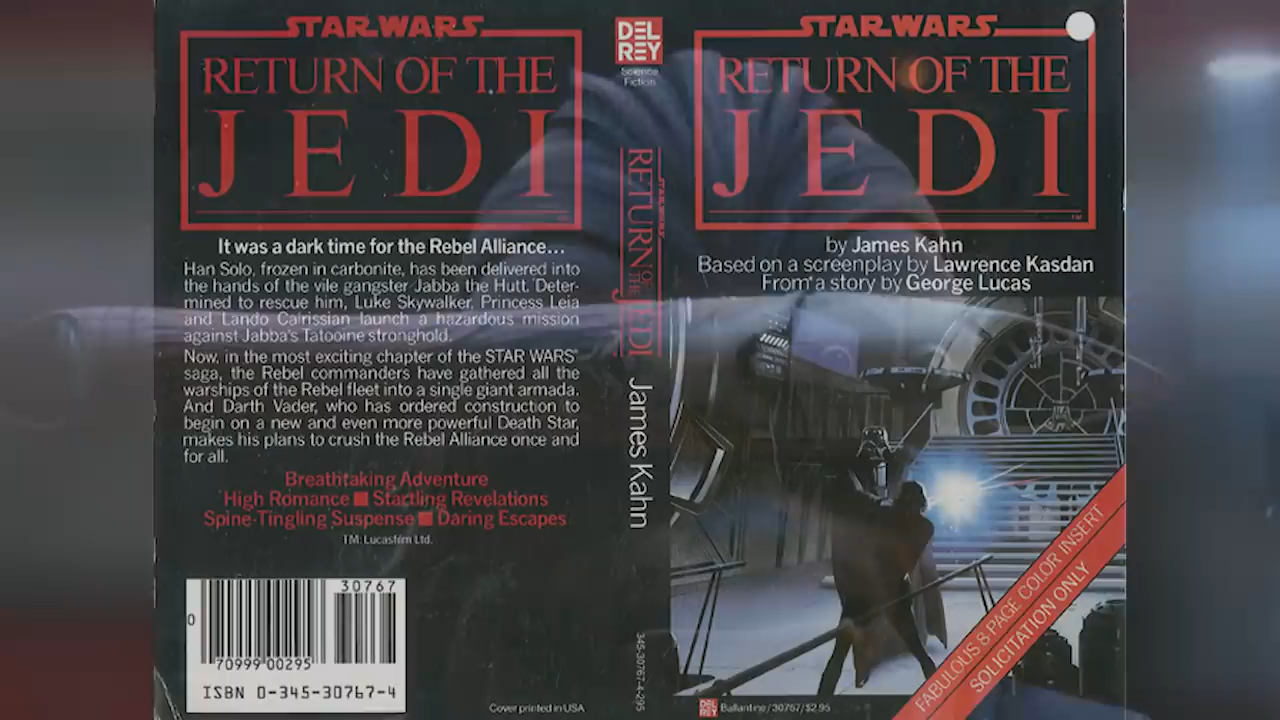 STAR WARS
RETURN OF THE
JEDI
It was a dark time for the Rebel Alliance...
Han Solo, frozen in carbonite, has been delivered into
the hands of the vile gangster Jabba the Hutt. Deter-
mined to rescue him, Luke Skywalker, Princess Leia
and Lando Calrissian launch a hazardous mission
against Jabba's Tatooine stronghold.
Now, in the most exciting chapter of the STAR WARS®
saga, the Rebel commanders have gathered all the
warships of the Rebel fleet into a single giant armada.
And Darth Vader, who has ordered construction to
begin on a new and even more powerful Death Star,
makes his plans to crush the Rebel Alliance once and
for all.
Breathtaking Adventure
High Romance ■ Startling Revelations
Spine-Tingling Suspense ■ Daring Escapes
TM: Lucasfilm Ltd.
30767
0
70999 00295
ISBN 0-345-30767-4
Cover printed in USA
DEL
REY
Science
Fiction
STAR WARS
RETURN OF THE JEDI
James Kahn
345-30767-4-295
STAR WARS
RETURN OF THE
JEDI
TM
by James Kahn
Based on a screenplay by Lawrence Kasdan
From a story by George Lucas
FABULOUS 8-PAGE COLOR INSERT
SOLICITATION ONLY
DEL
REY
Ballantine/30767/$2.95